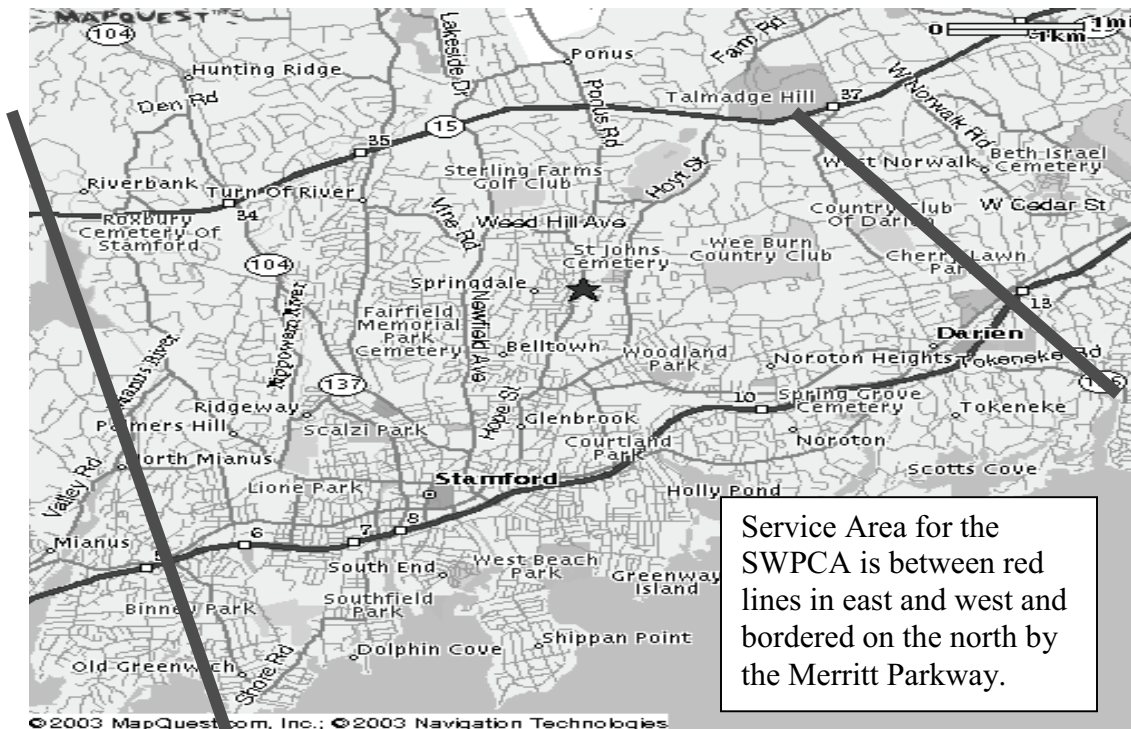 MAPQUEST
104
Hunting Ridge
Den Rd
Lakeside Dr
Ponus
Ponus Rd
Farm Rd
0 1mi
1km
Talmadge Hill
37
W Norwalk Rd
15
35
Riverbank
Turn Of River
34
Roxbury
Cemetery Of
Stamford
Sterling Farms
Golf Club
Vine Rd
Weed Hill Ave
Hoyt St
West Norwalk
Beth Israel
Cemetery
Country Club
Of Darien
W Cedar St
104
St Johns
Cemetery
Wee Burn
Country Club
Cherry Lawn
Park
Springdale
Newfield Ave
Fairfield
Memorial
Park
Cemetery
Rippowam River
Mianus River
13
Darien
Belltown
Woodland
Park
Noroton Heights
Tokeneke Rd
137
Ridgeway
Scalzi Park
Hope St
Glenbrook
10
Spring Grove
Cemetery
Tokeneke
Palmers Hill
North Mianus
Courtland
Park
Noroton
Valley Rd
Lione Park
Stamford
Holly Pond
Scotts Cove
Mianus
5
6
7
8
South End
West Beach
Park
Greenway
Island
Binney Park
Southfield
Park
Old Greenwich
Shore Rd
Dolphin Cove
Shippan Point
Service Area for the
SWPCA is between red
lines in east and west and
bordered on the north by
the Merritt Parkway.
©2003 MapQuest.com, Inc.; ©2003 Navigation Technologies